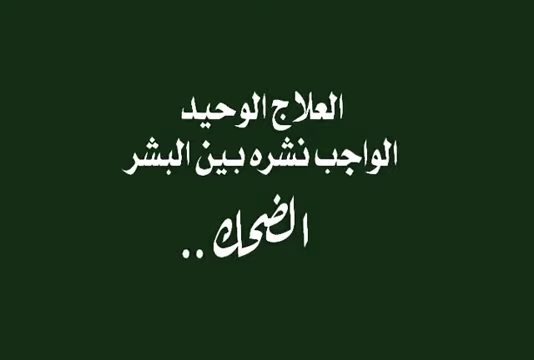 العلاج الوحيد
الواجب نشره بين البشر
الضحك ..